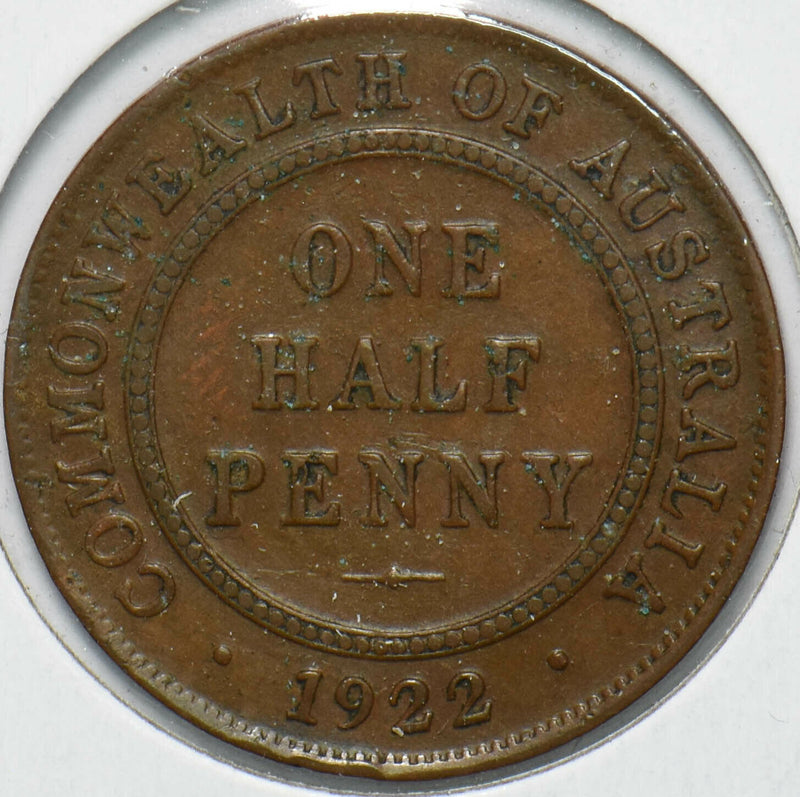 COMMONWEALTH OF AUSTRALIA
ONE
HALF
PENNY
· 1922 ·